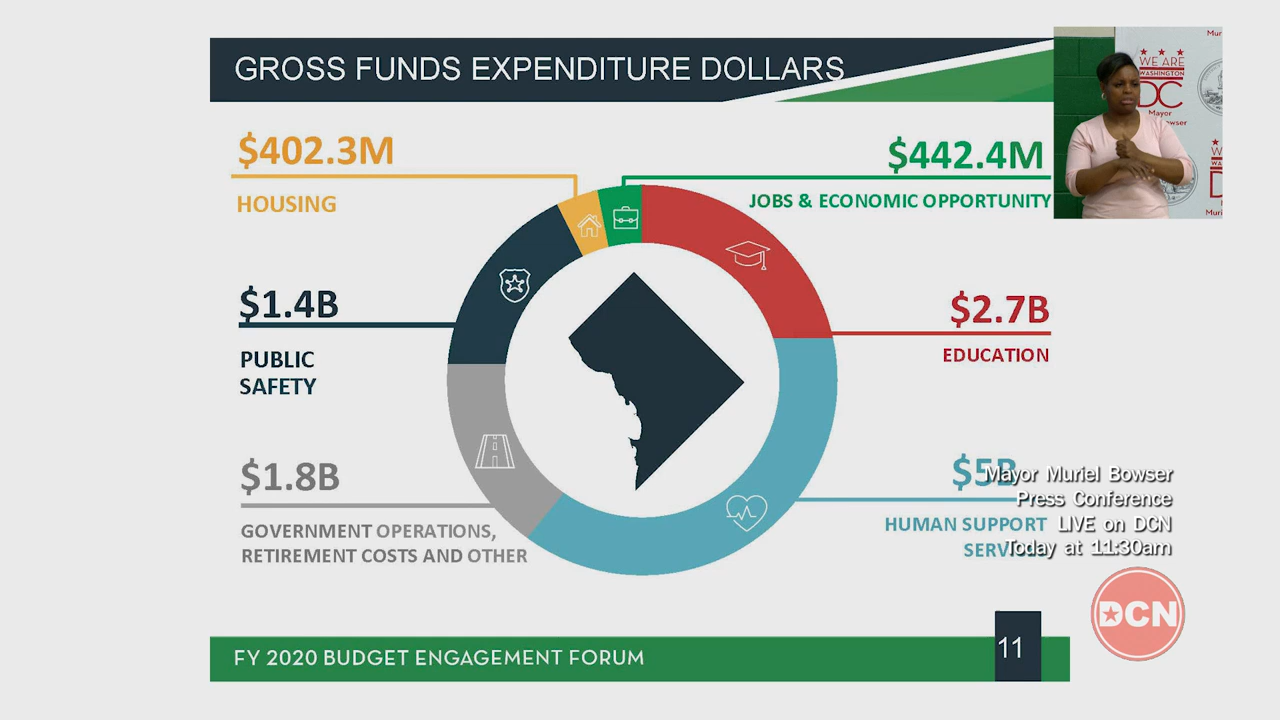 GROSS FUNDS EXPENDITURE DOLLARS
$402.3M
HOUSING
$442.4M
JOBS & ECONOMIC OPPORTUNITY
$1.4B
PUBLIC
SAFETY
$2.7B
EDUCATION
$1.8B
GOVERNMENT OPERATIONS,
RETIREMENT COSTS AND OTHER
$5B
HUMAN SUPPORT
Mayor Muriel Bowser
Press Conference
LIVE on DCN
Today at 11:30am
DCN
FY 2020 BUDGET ENGAGEMENT FORUM
11
WE ARE
WASHINGTON
DC
Mayor